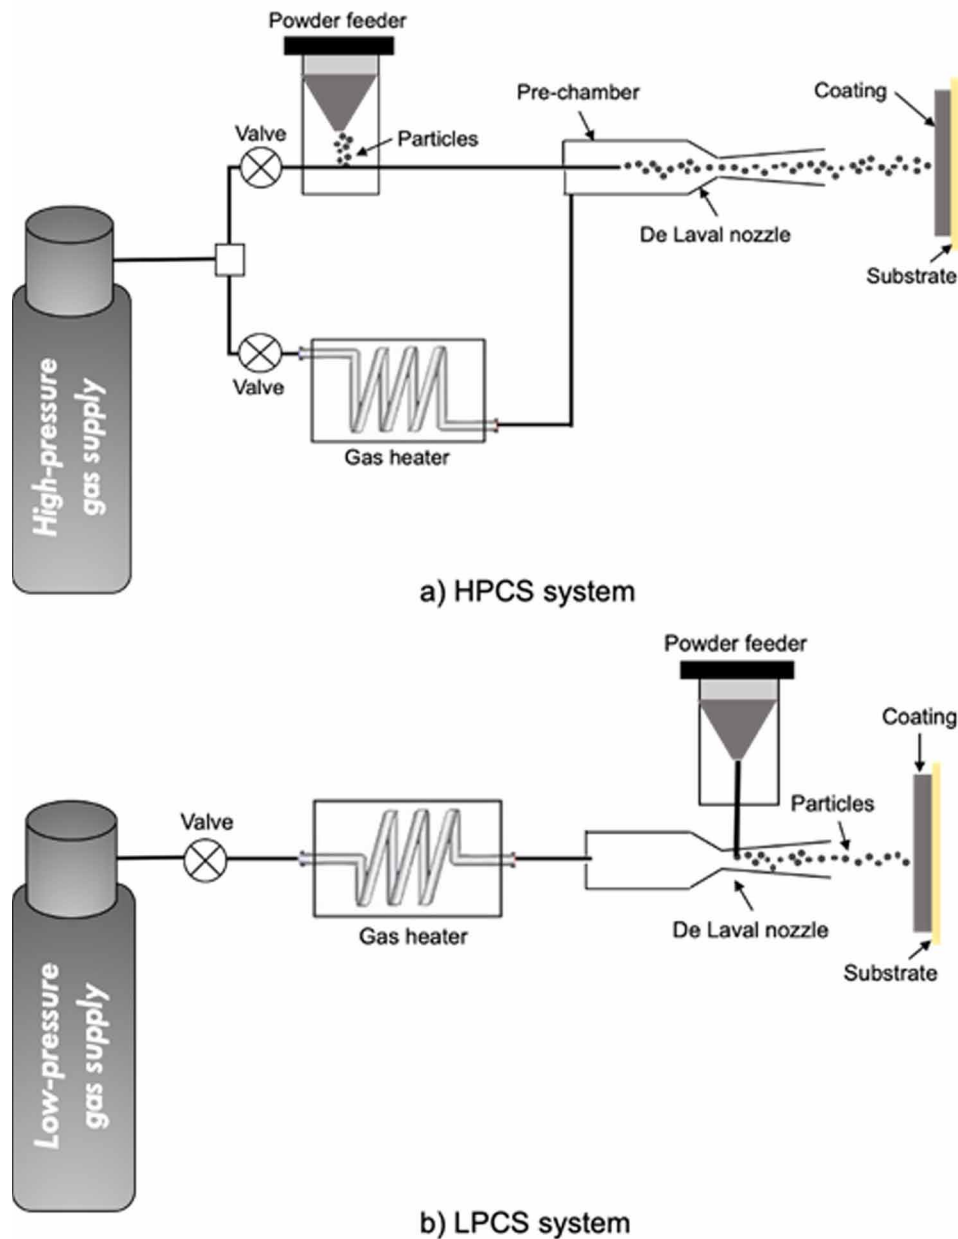 Powder feeder
Pre-chamber
Coating
Valve
Particles
De Laval nozzle
Substrate
High-pressure
gas supply
Valve
Gas heater
a) HPCS system
Powder feeder
Coating
Particles
Valve
Gas heater
De Laval nozzle
Substrate
Low-pressure
gas supply
b) LPCS system